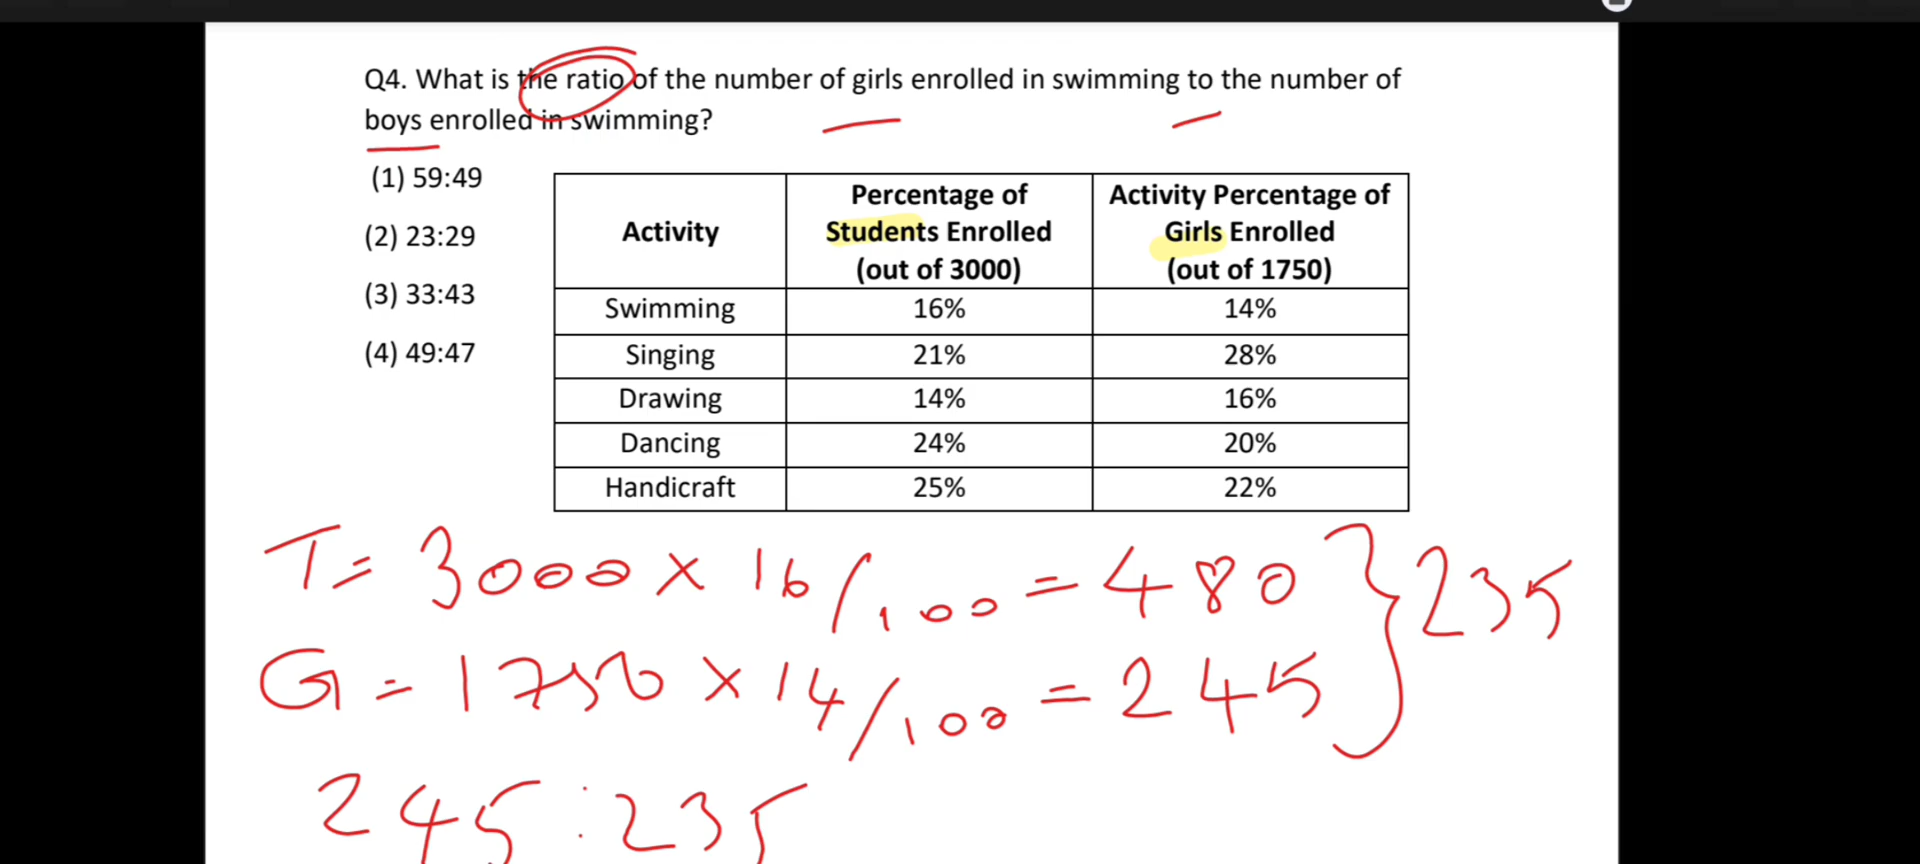 Q4. What is the ratio of the number of girls enrolled in swimming to the number of
boys enrolled in swimming?
(1) 59:49
(2) 23:29
(3) 33:43
(4) 49:47
Activity Percentage of Students Enrolled (out of 3000) Activity Percentage of Girls Enrolled (out of 1750)
Swimming 16% 14%
Singing 21% 28%
Drawing 14% 16%
Dancing 24% 20%
Handicraft 25% 22%
T = 3000 × 16/100 = 480 } 235
G = 1750 × 14/100 = 245
245 : 235